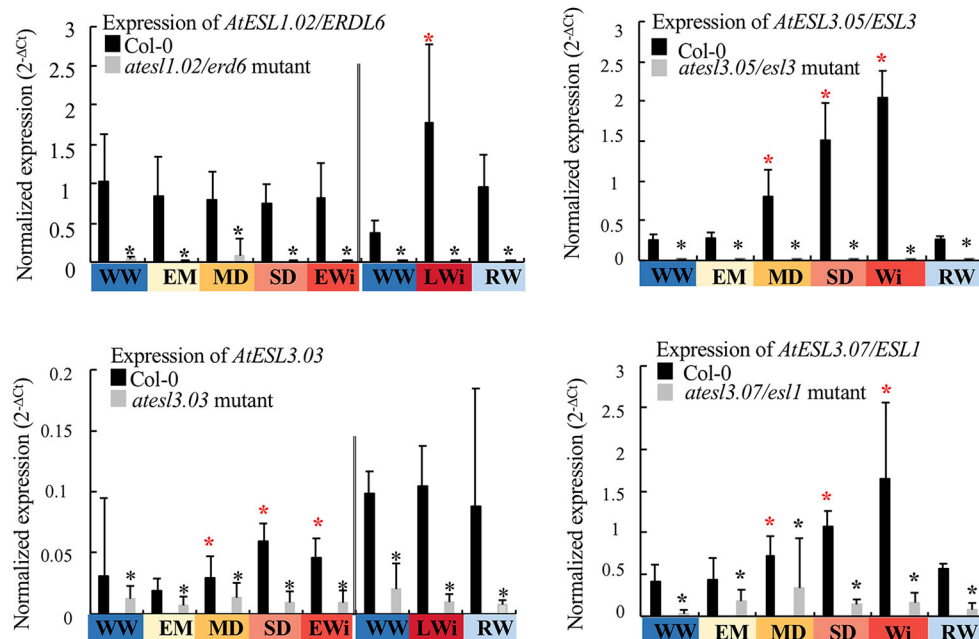 Expression of AtESL1.02/ERDL6
Col-0
atesl1.02/erd6 mutant
Normalized expression (2-ΔCt)
3
2.5
2
1.5
1
0.5
0
*
* * * * * * * *
WW EM MD SD EWi WW LWi RW
Expression of AtESL3.05/ESL3
Col-0
atesl3.05/esl3 mutant
Normalized expression (2-ΔCt)
3
2.5
2
1.5
1
0.5
0
* * *
* * * * * *
WW EM MD SD Wi RW
Expression of AtESL3.03
Col-0
atesl3.03 mutant
Normalized expression (2-ΔCt)
0.2
0.15
0.1
0.05
0
* * *
* * * * * * * *
WW EM MD SD EWi WW LWi RW
Expression of AtESL3.07/ESL1
Col-0
atesl3.07/esl1 mutant
Normalized expression (2-ΔCt)
3
2.5
2
1.5
1
0.5
0
* * *
* * * * * *
WW EM MD SD Wi RW